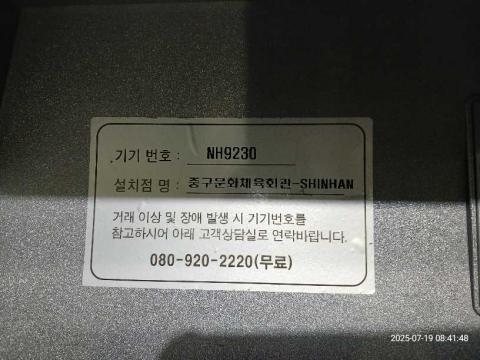 기기 번호 : NH9230
설치점 명 : 중구문화체육회관-SHINHAN
거래 이상 및 장애 발생 시 기기번호를
참고하시어 아래 고객상담실로 연락바랍니다.
080-920-2220(무료)
2025-07-19 08:41:48